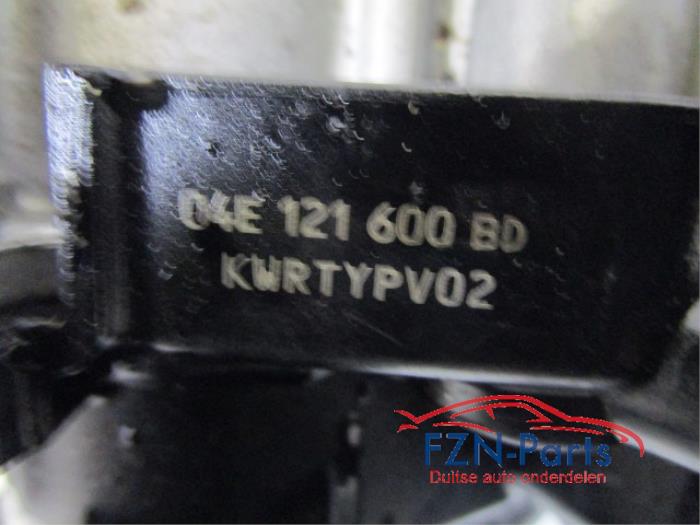 04E 121 600 BD
KWRTYPV02
FZN-Parts
Duitse auto onderdelen